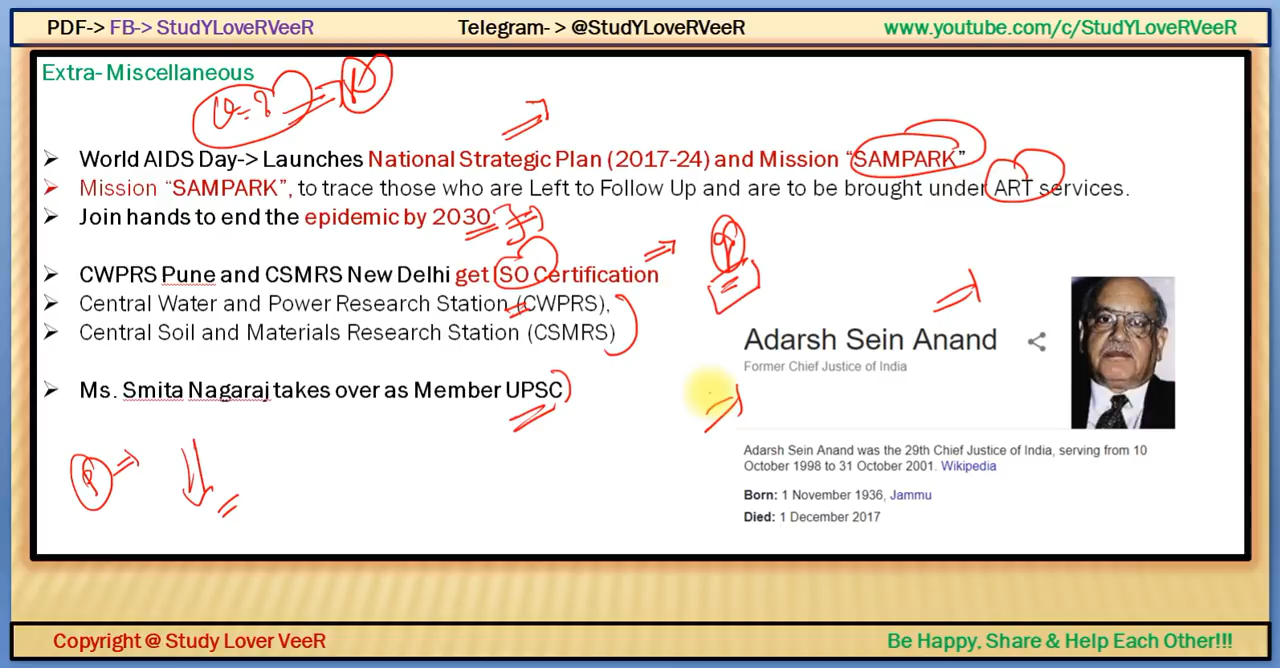 PDF-> FB-> StudYLoverVeeR
Telegram- > @StudYLoveRVeeR
www.youtube.com/c/StudYLoveRVeeR
Extra- Miscellaneous
World AIDS Day-> Launches National Strategic Plan (2017-24) and Mission “SAMPARK”
Mission “SAMPARK”, to trace those who are Left to Follow Up and are to be brought under ART services.
Join hands to end the epidemic by 2030
CWPRS Pune and CSMRS New Delhi get ISO Certification
Central Water and Power Research Station (CWPRS),
Central Soil and Materials Research Station (CSMRS)
Ms. Smita Nagaraj takes over as Member UPSC
Adarsh Sein Anand
Former Chief Justice of India
Adarsh Sein Anand was the 29th Chief Justice of India, serving from 10
October 1998 to 31 October 2001. Wikipedia
Born: 1 November 1936, Jammu
Died: 1 December 2017
Copyright @ Study Lover VeeR
Be Happy, Share & Help Each Other!!!